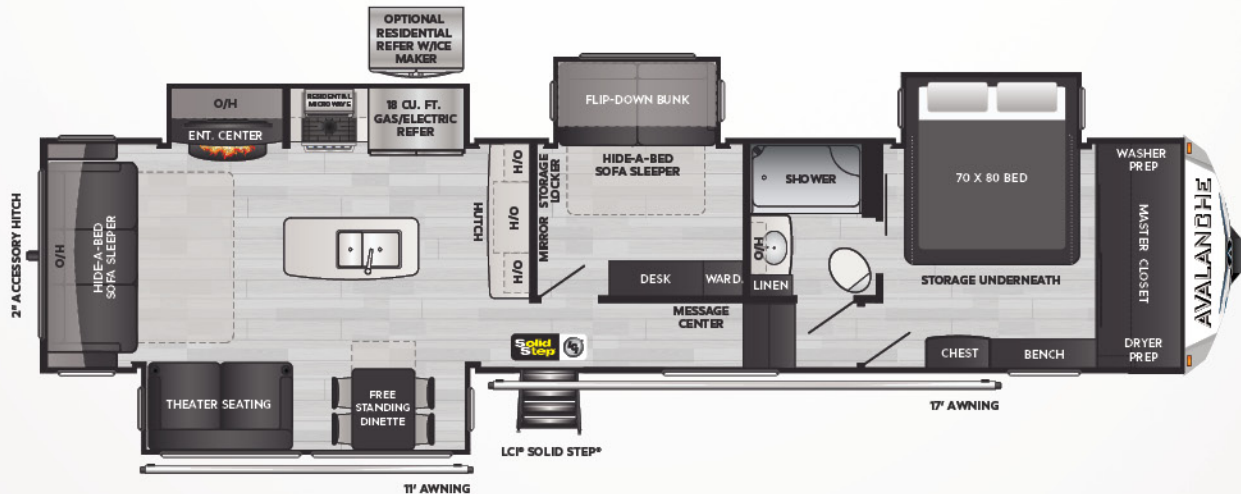 OPTIONAL
RESIDENTIAL
REFER W/ICE
MAKER
O/H
ENT. CENTER
RESIDENTIAL
MICROWAVE
18 CU. FT.
GAS/ELECTRIC
REFER
2" ACCESSORY HITCH
O/H
HIDE-A-BED
SOFA SLEEPER
HUTCH
H/O
H/O
H/O
MIRROR
STORAGE
LOCKER
FLIP-DOWN BUNK
HIDE-A-BED
SOFA SLEEPER
DESK
WARD.
MESSAGE
CENTER
SHOWER
H/O
LINEN
70 X 80 BED
STORAGE UNDERNEATH
CHEST
BENCH
WASHER
PREP
MASTER CLOSET
DRYER
PREP
AVALANCHE
THEATER SEATING
FREE
STANDING
DINETTE
Solid
Step
LCI® SOLID STEP®
17' AWNING
11' AWNING